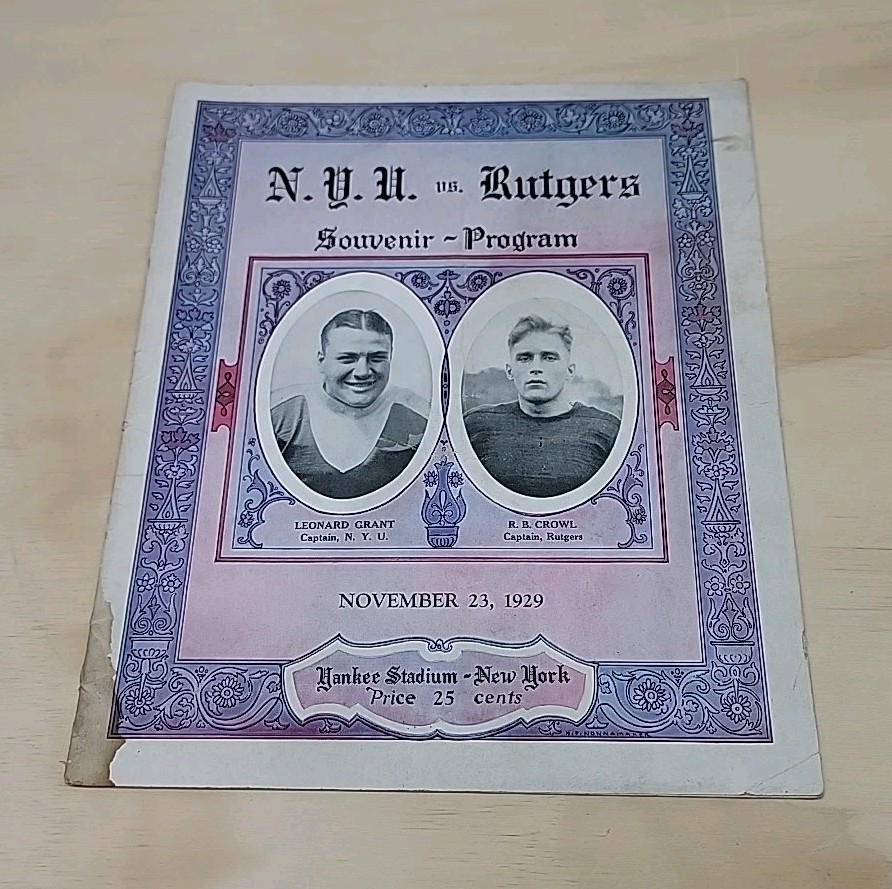 N. Y. U. vs. Rutgers
Souvenir - Program
LEONARD GRANT
Captain, N. Y. U.
R. B. CROWL
Captain, Rutgers
NOVEMBER 23, 1929
Yankee Stadium - New York
Price 25 cents